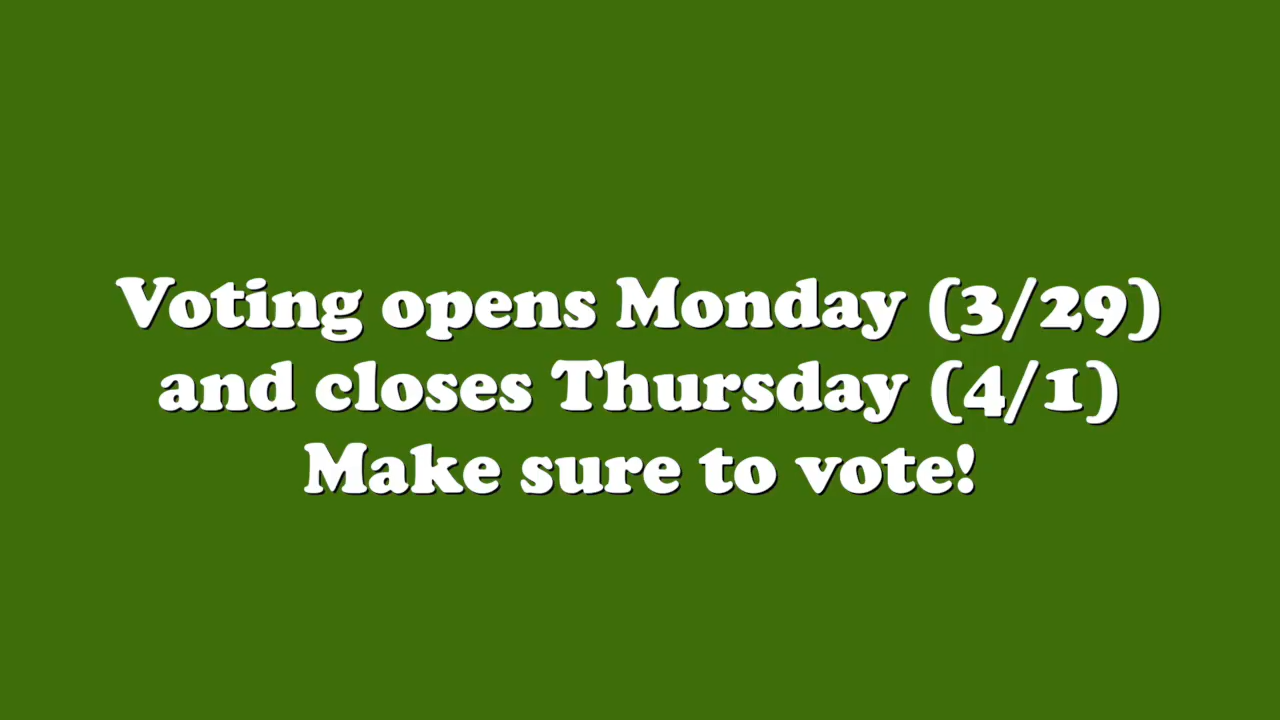 Voting opens Monday (3/29)
and closes Thursday (4/1)
Make sure to vote!